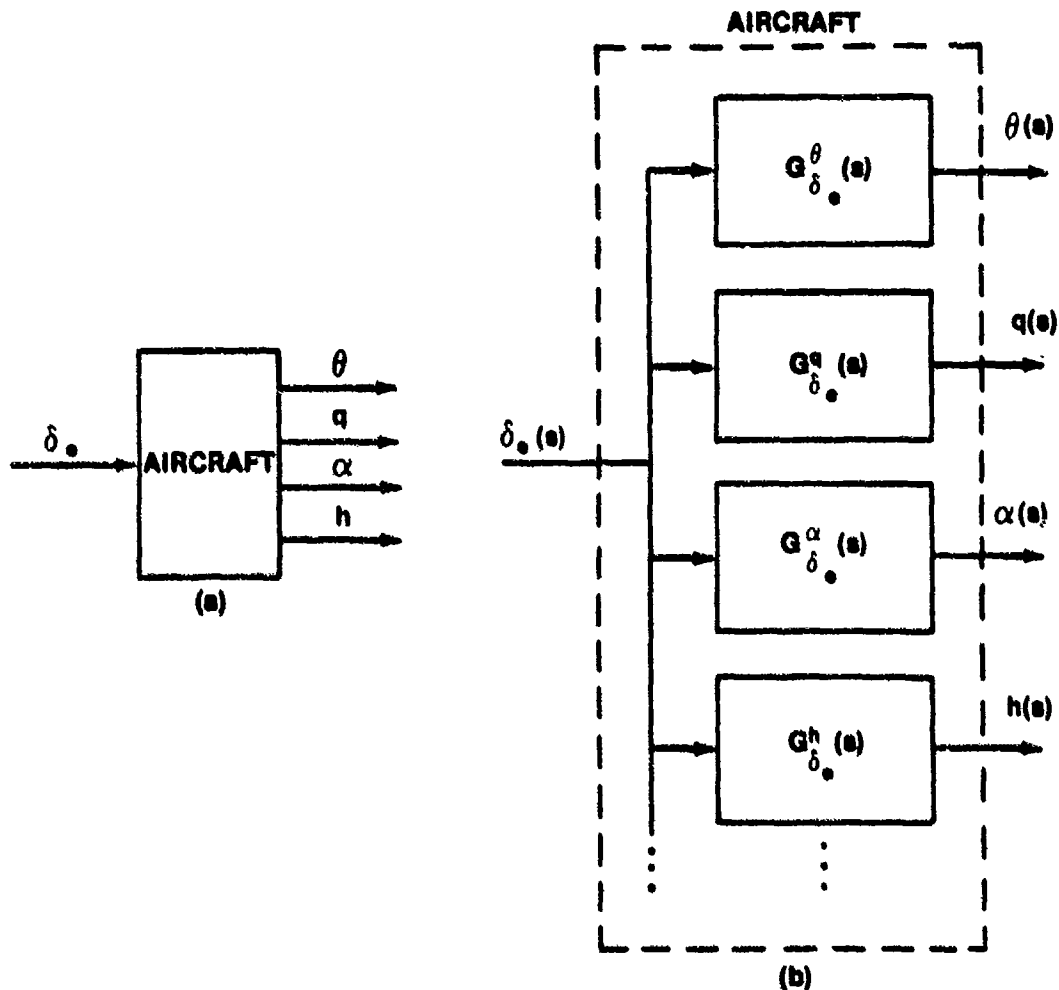 δe
AIRCRAFT
θ
q
α
h
(a)
AIRCRAFT
δe(s)
G^θ_δe(s)
θ(s)
G^q_δe(s)
q(s)
G^α_δe(s)
α(s)
G^h_δe(s)
h(s)
(b)